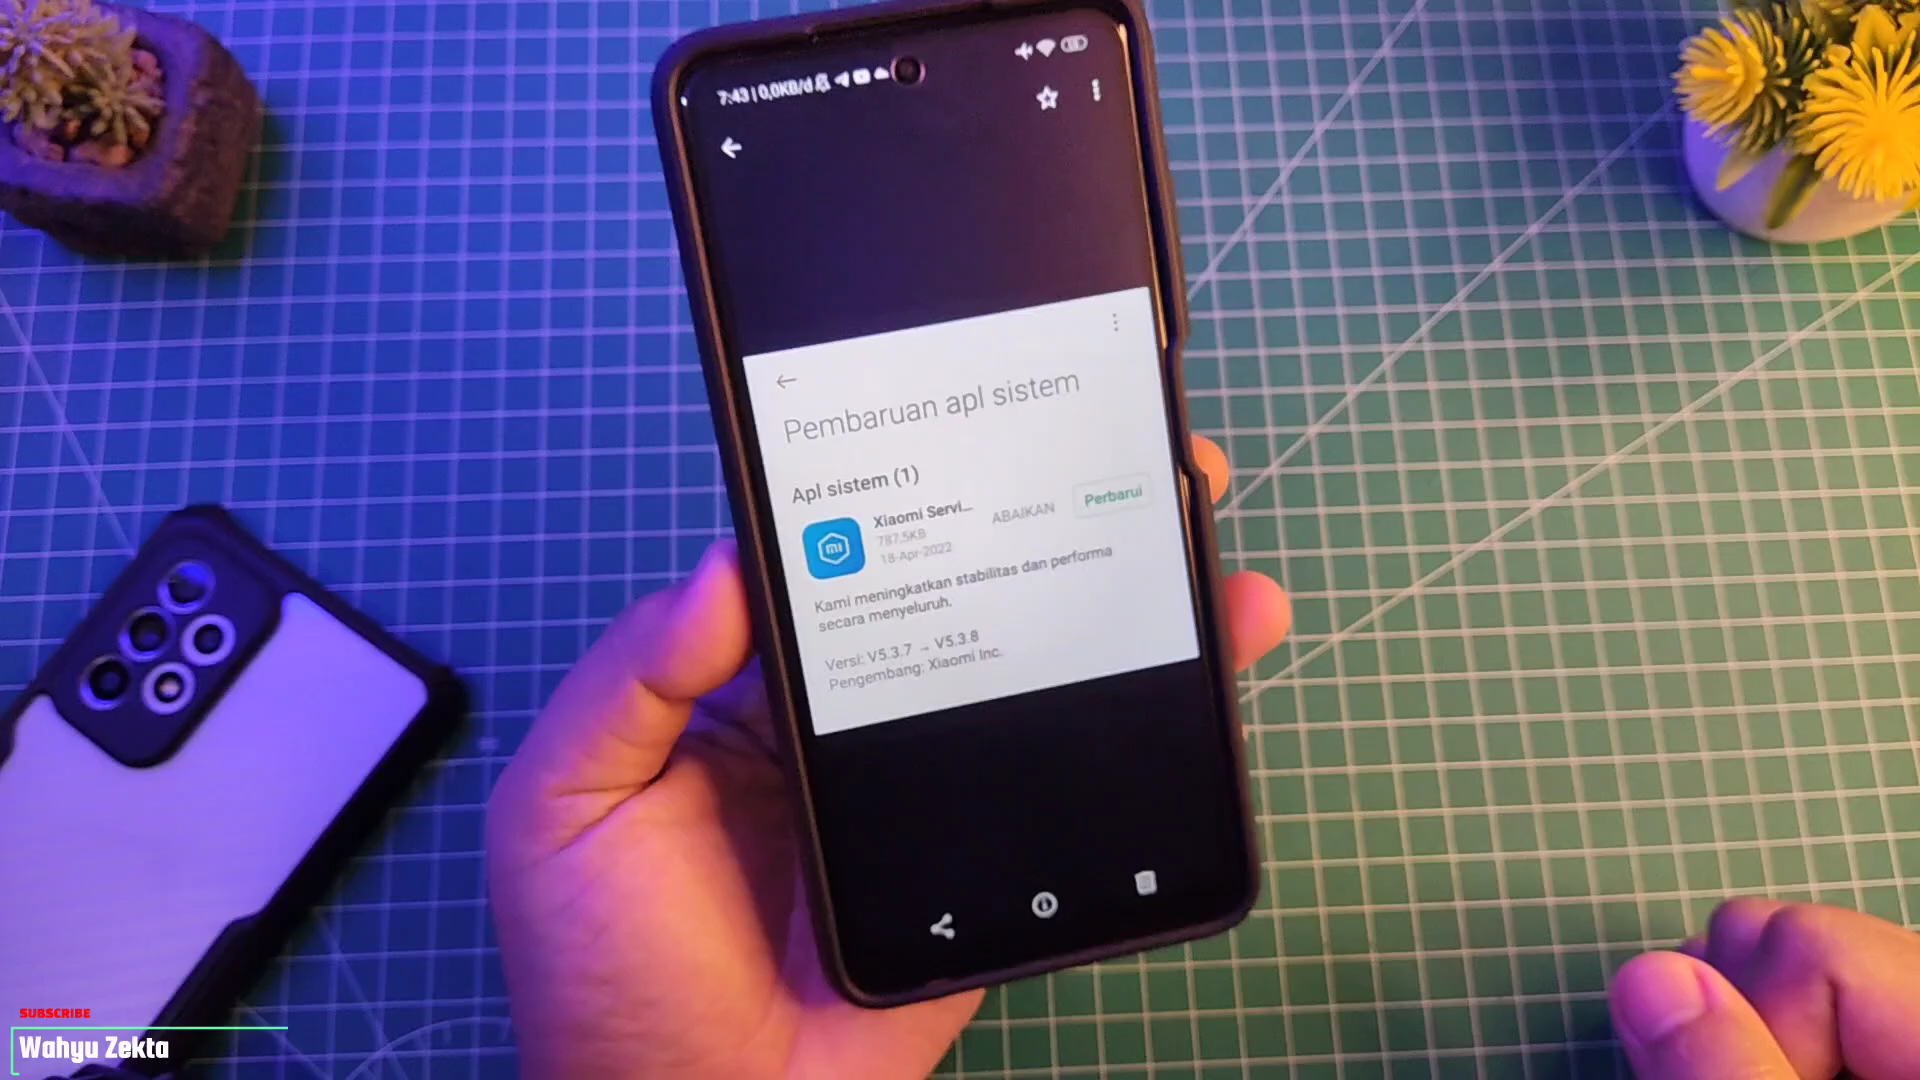 7:43 | 0,0KB/d
Pembaruan apl sistem
Apl sistem (1)
mi
Xiaomi Servi...
ABAIKAN
Perbarui
787,5KB
18-Apr-2022
Kami meningkatkan stabilitas dan performa
secara menyeluruh.
Versi: V5.3.7 → V5.3.8
Pengembang: Xiaomi Inc.
SUBSCRIBE
Wahyu Zekta